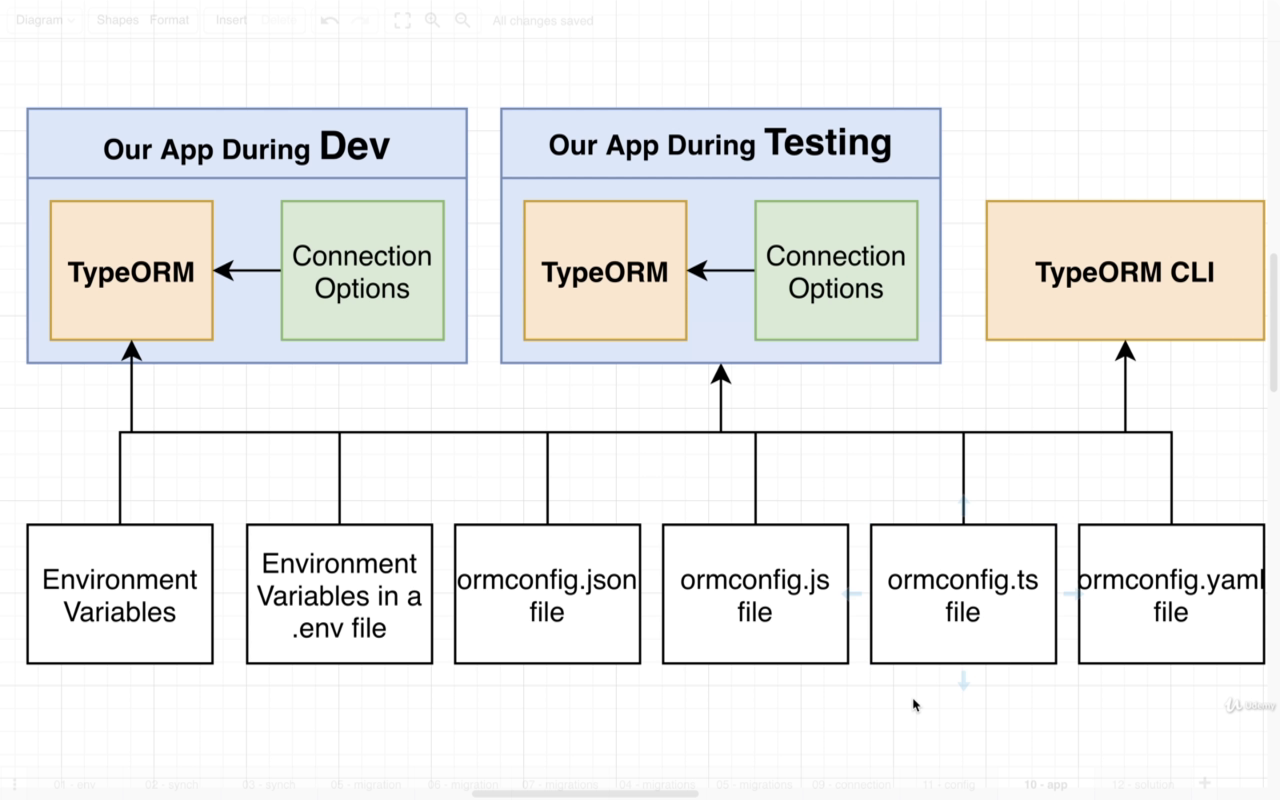 Diagram
Shapes
Format
Insert
Delete
All changes saved
Our App During Dev
Our App During Testing
TypeORM
Connection
Options
TypeORM
Connection
Options
TypeORM CLI
Environment
Variables
Environment
Variables in a
.env file
ormconfig.json
file
ormconfig.js
file
ormconfig.ts
file
ormconfig.yaml
file
Udemy
01 - env
02 - synch
03 - synch
06 - migration
07 - migrations
04 - migrations
05 - migrations
09 - connection
11 - config
10 - app
12 - solution